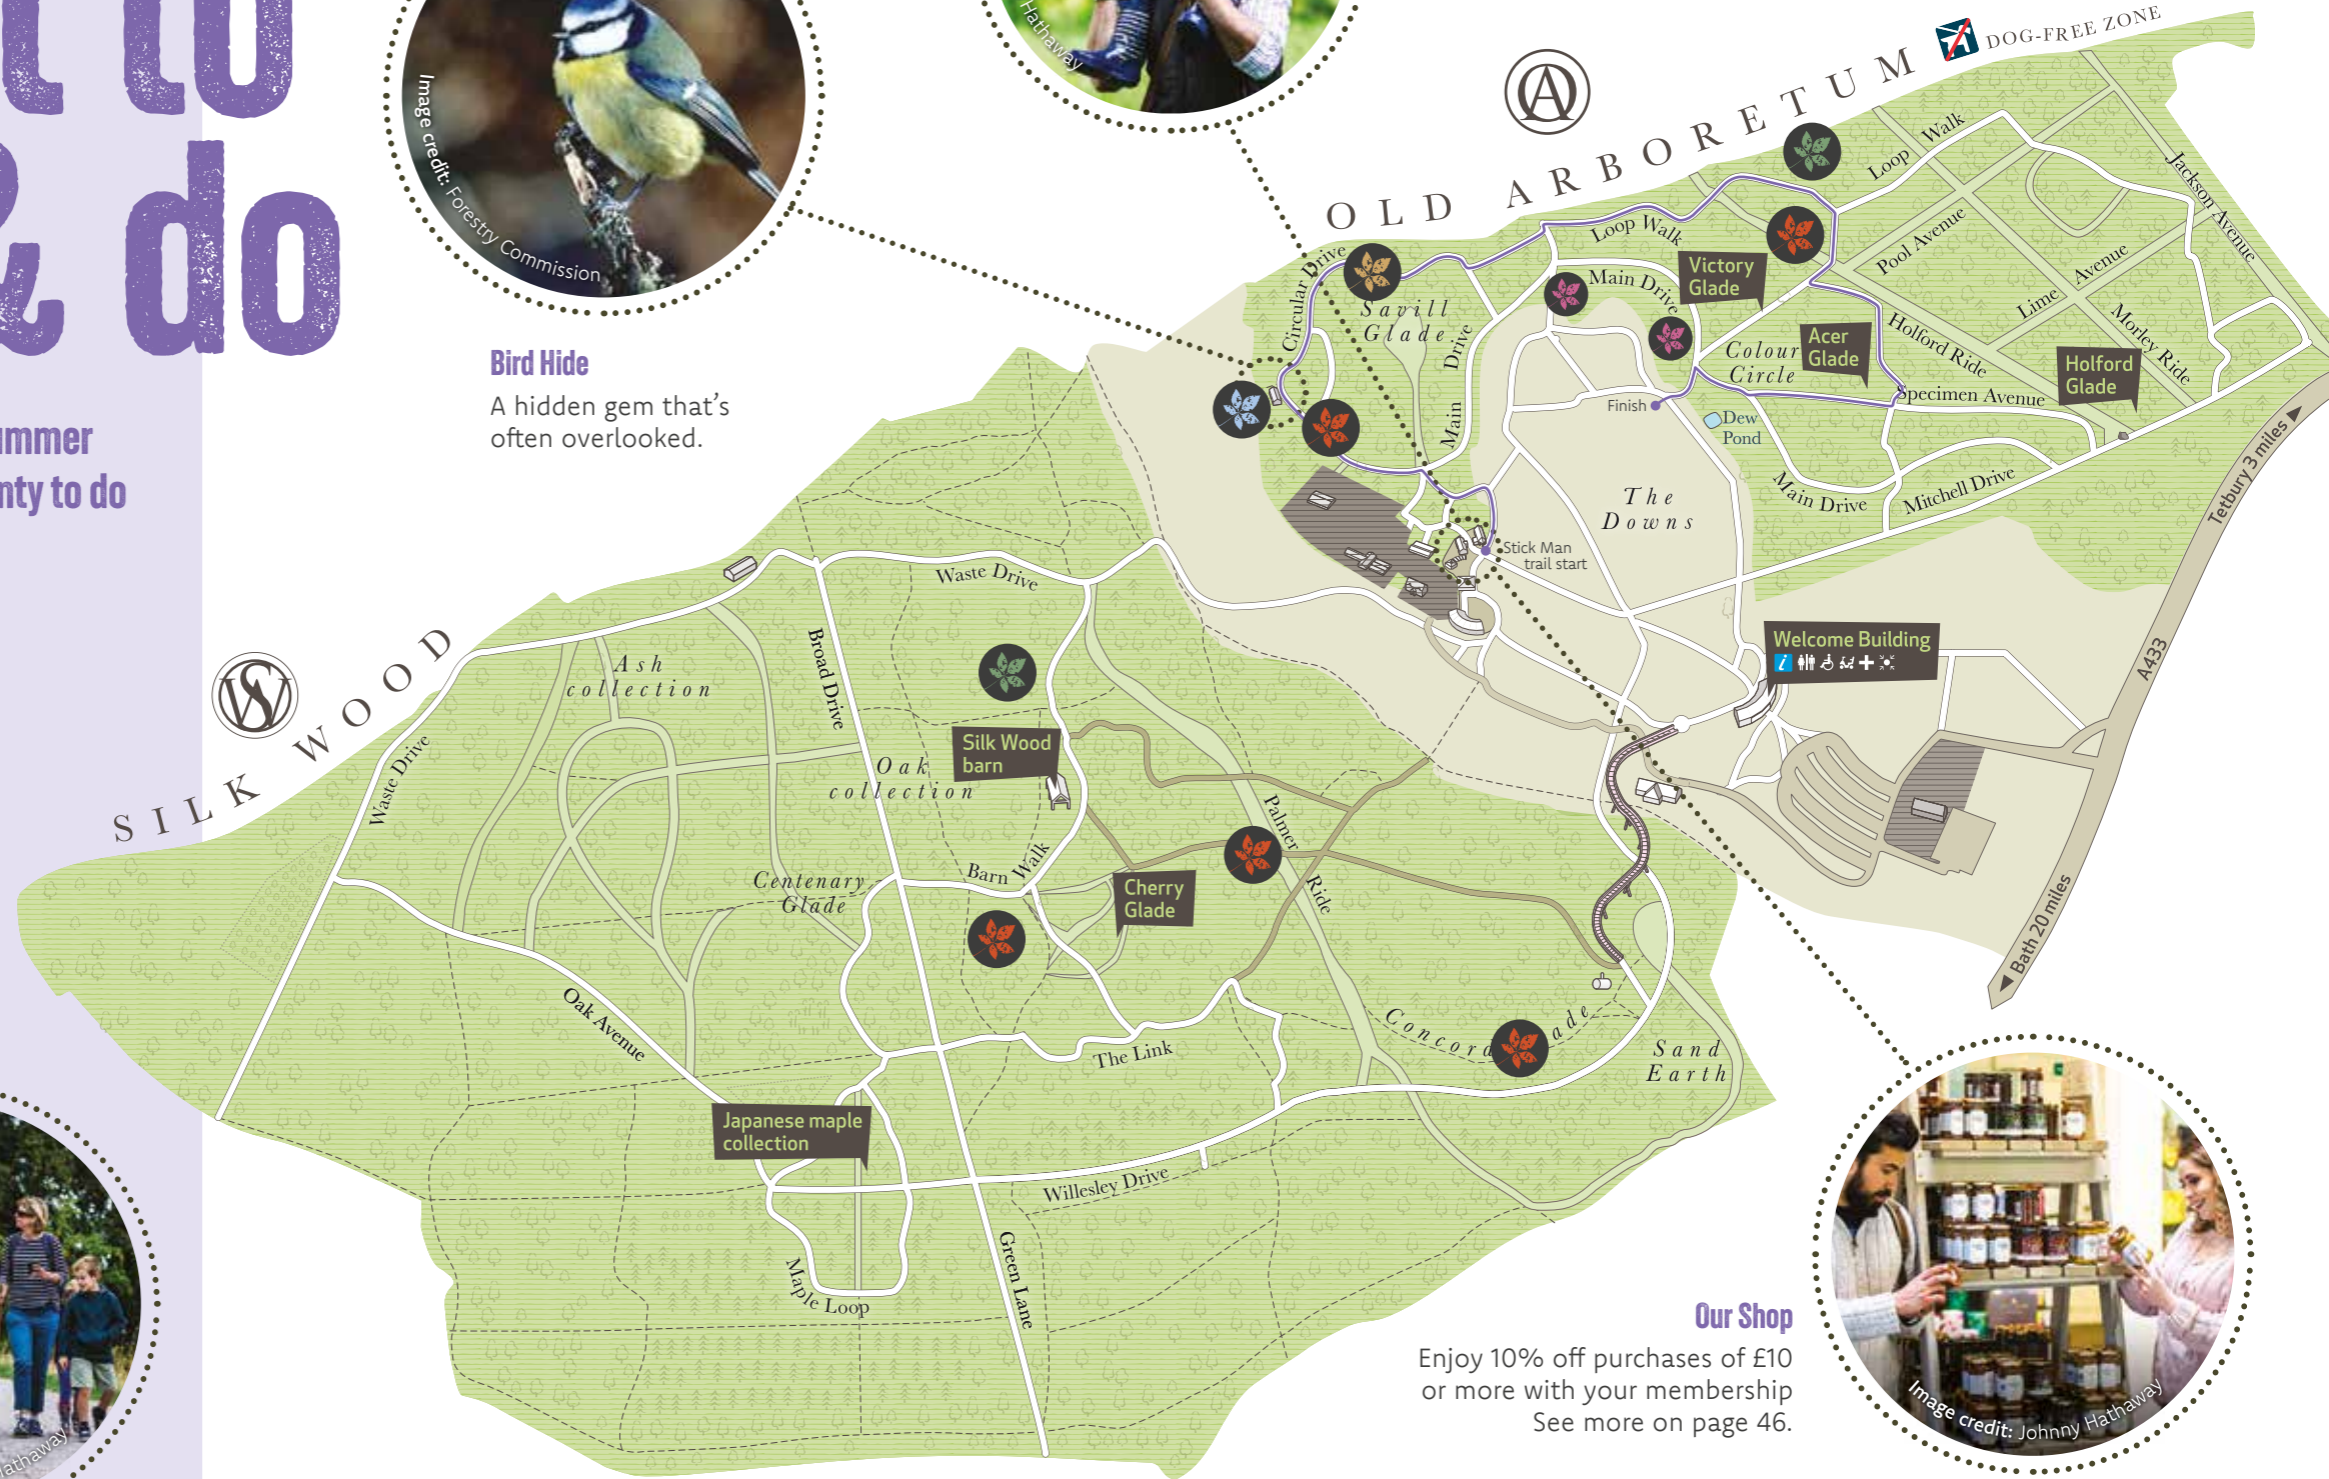 to
& do
ummer
nty to do
Image credit: Forestry Commission
Hathaway
Bird Hide
A hidden gem that's
often overlooked.
OLD ARBORETUM
DOG-FREE ZONE
Loop Walk
Jackson Avenue
Circular Drive
Savill
Glade
Loop Walk
Main Drive
Victory
Glade
Pool Avenue
Lime Avenue
Morley Ride
Holford Ride
Main Drive
Colour
Circle
Acer
Glade
Holford
Glade
Specimen Avenue
Finish
Dew
Pond
The
Downs
Main Drive
Mitchell Drive
Tetbury 3 miles
Stick Man
trail start
Welcome Building
i
A433
Bath 20 miles
SILK WOOD
SW
A
Waste Drive
Ash
collection
Broad Drive
Waste Drive
Silk Wood
barn
Oak
collection
Palmer Ride
Centenary
Glade
Barn Walk
Cherry
Glade
Oak Avenue
The Link
Concord
ade
Sand
Earth
Japanese maple
collection
Willesley Drive
Maple Loop
Green Lane
Our Shop
Enjoy 10% off purchases of £10
or more with your membership
See more on page 46.
Image credit: Johnny Hathaway
Hathaway